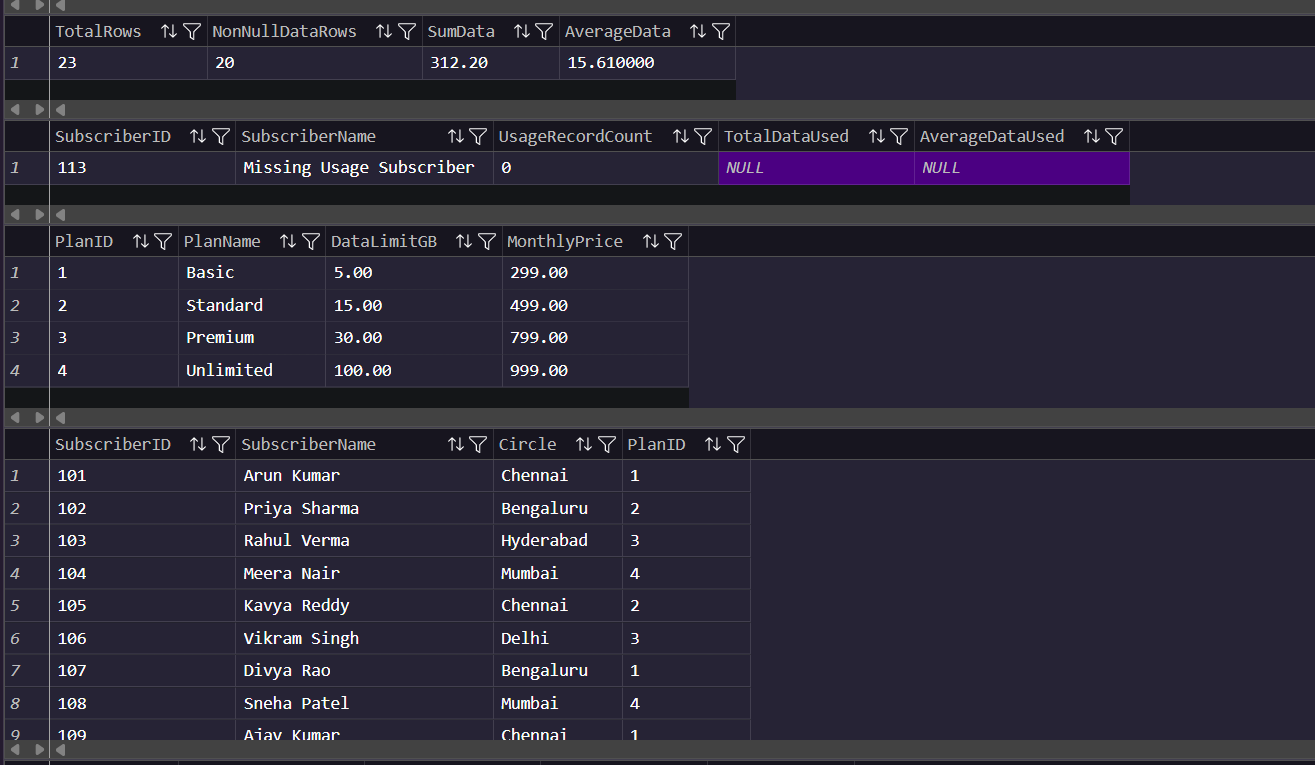 TotalRows NonNullDataRows SumData AverageData
1 23 20 312.20 15.610000
SubscriberID SubscriberName UsageRecordCount TotalDataUsed AverageDataUsed
1 113 Missing Usage Subscriber 0 NULL NULL
PlanID PlanName DataLimitGB MonthlyPrice
1 1 Basic 5.00 299.00
2 2 Standard 15.00 499.00
3 3 Premium 30.00 799.00
4 4 Unlimited 100.00 999.00
SubscriberID SubscriberName Circle PlanID
1 101 Arun Kumar Chennai 1
2 102 Priya Sharma Bengaluru 2
3 103 Rahul Verma Hyderabad 3
4 104 Meera Nair Mumbai 4
5 105 Kavya Reddy Chennai 2
6 106 Vikram Singh Delhi 3
7 107 Divya Rao Bengaluru 1
8 108 Sneha Patel Mumbai 4
9 109 Ajay Kumar Chennai 1